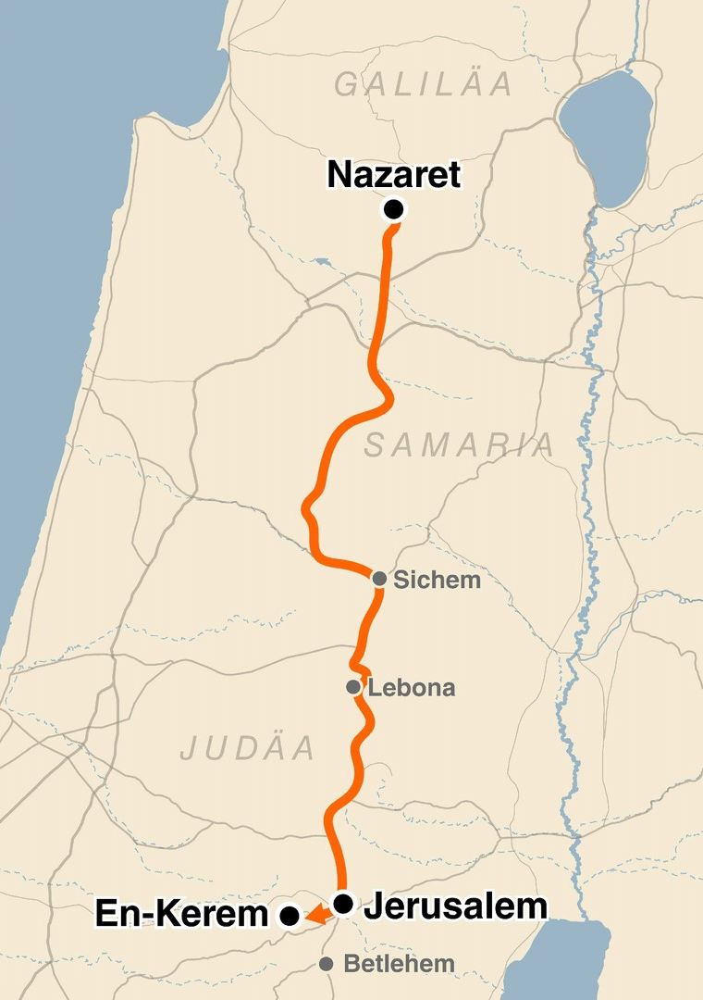 GALILÄA
Nazaret
SAMARIA
Sichem
Lebona
JUDÄA
En-Kerem
Jerusalem
Betlehem